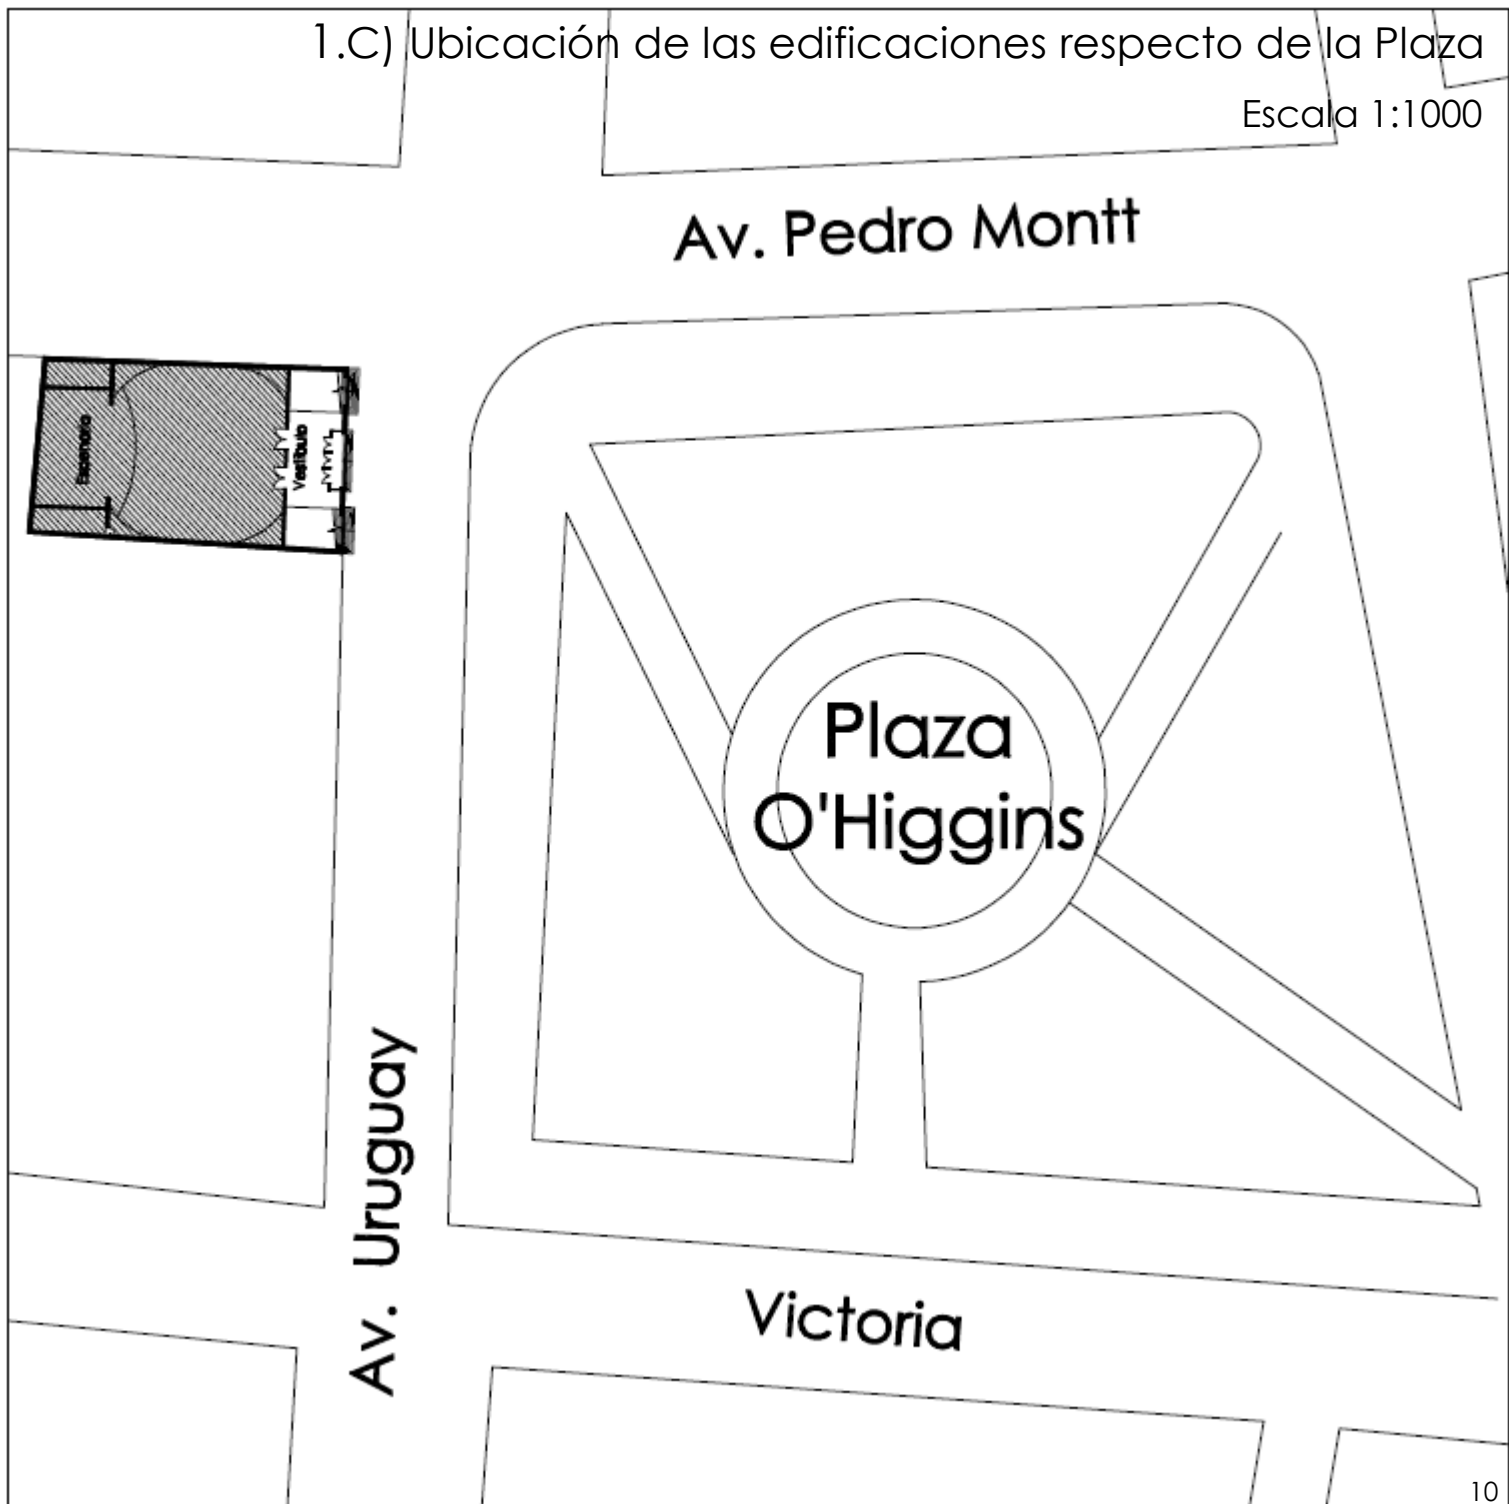 1.C) Ubicación de las edificaciones respecto de la Plaza
Escala 1:1000
Av. Pedro Montt
Escenario
Vestíbulo
Plaza
O'Higgins
Av. Uruguay
Victoria
10